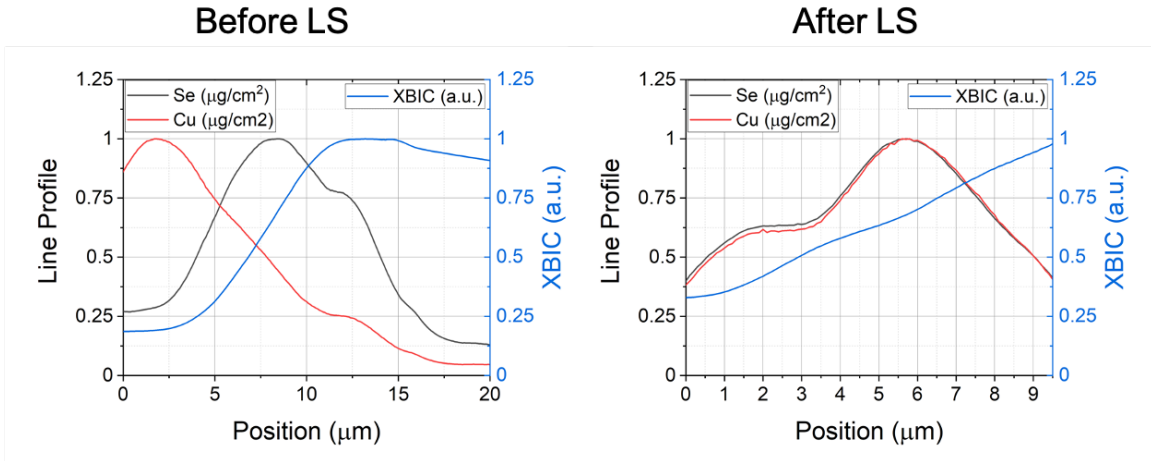 Before LS
After LS
1.25
1
0.75
0.5
0.25
0
Line Profile
Se (μg/cm²)
Cu (μg/cm2)
XBIC (a.u.)
1.25
1
0.75
0.5
0.25
0
XBIC (a.u.)
0 5 10 15 20
Position (μm)
1.25
1
0.75
0.5
0.25
0
Line Profile
Se (μg/cm²)
Cu (μg/cm2)
XBIC (a.u.)
1.25
1
0.75
0.5
0.25
0
XBIC (a.u.)
0 1 2 3 4 5 6 7 8 9
Position (μm)